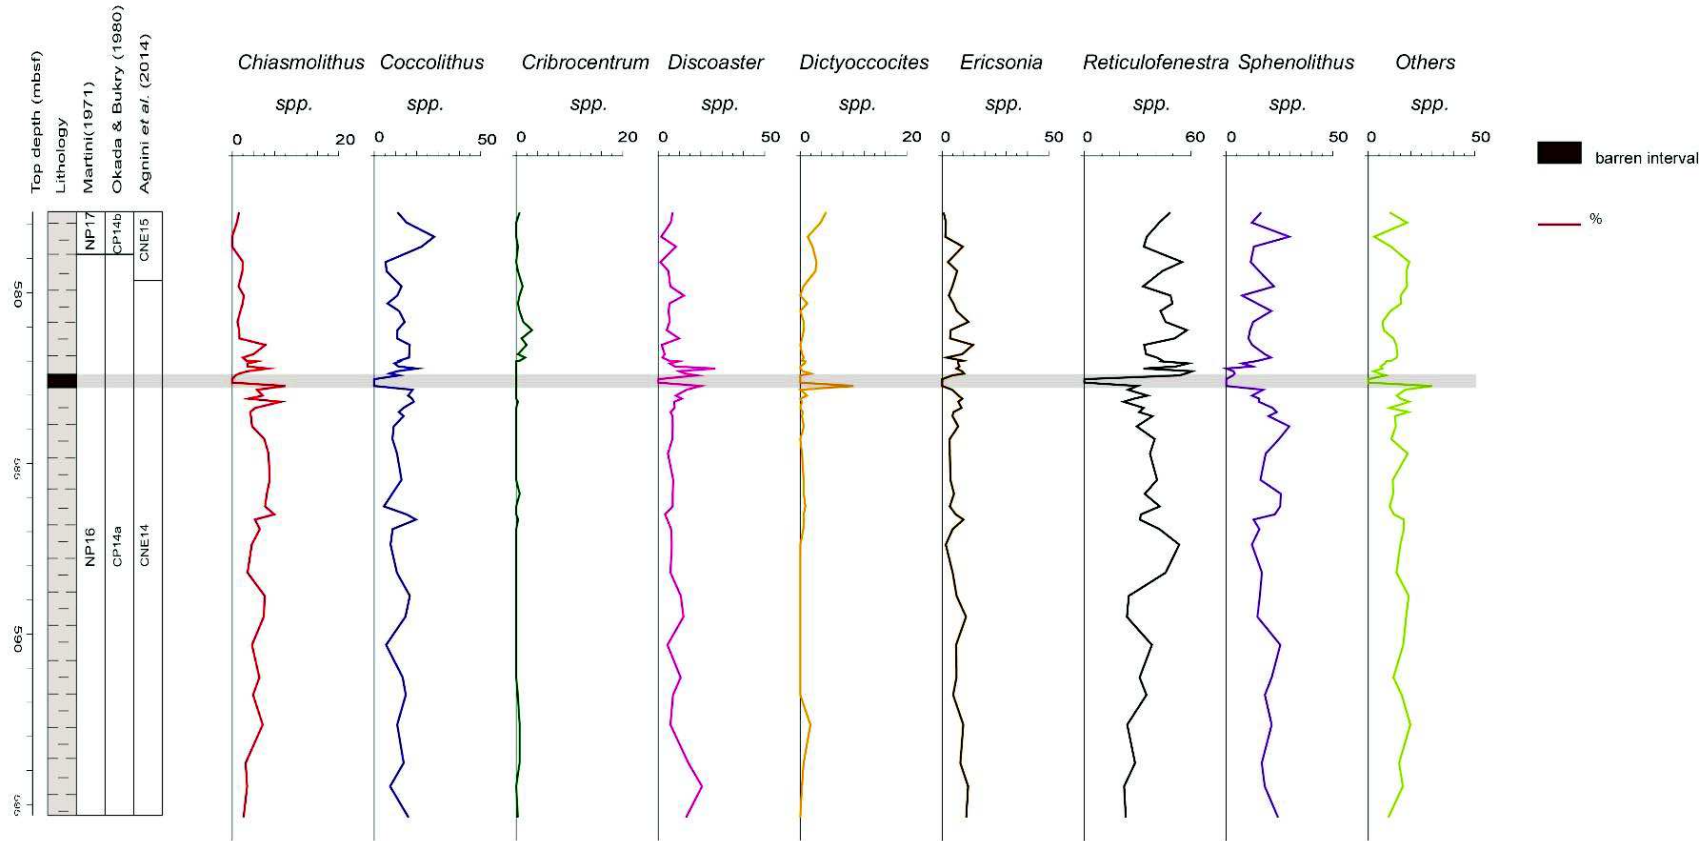 Top depth (mbsf)
Lithology
Martini(1971)
Okada & Bukry (1980)
Agnini et al. (2014)
Chiasmolithus spp.
Coccolithus spp.
Cribrocentrum spp.
Discoaster spp.
Dictyoccocites spp.
Ericsonia spp.
Reticulofenestra spp.
Sphenolithus spp.
Others spp.
0 20
0 50
0 20
0 50
0 20
0 50
0 60
0 50
0 50
barren interval
%
NP17
CP14b
CNE15
580
585
NP16
CP14a
CNE14
590
595